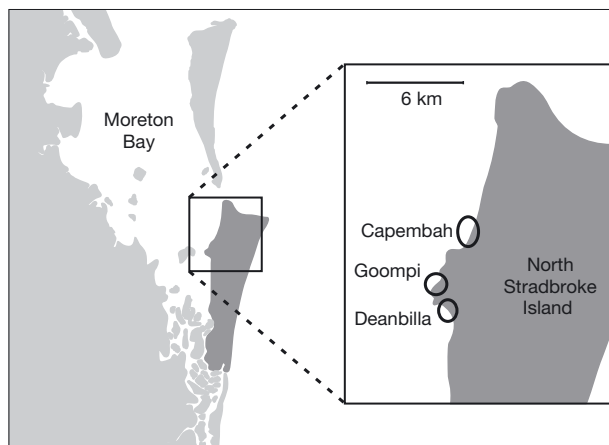 Moreton
Bay
6 km
Capembah
Goompi
Deanbilla
North
Stradbroke
Island